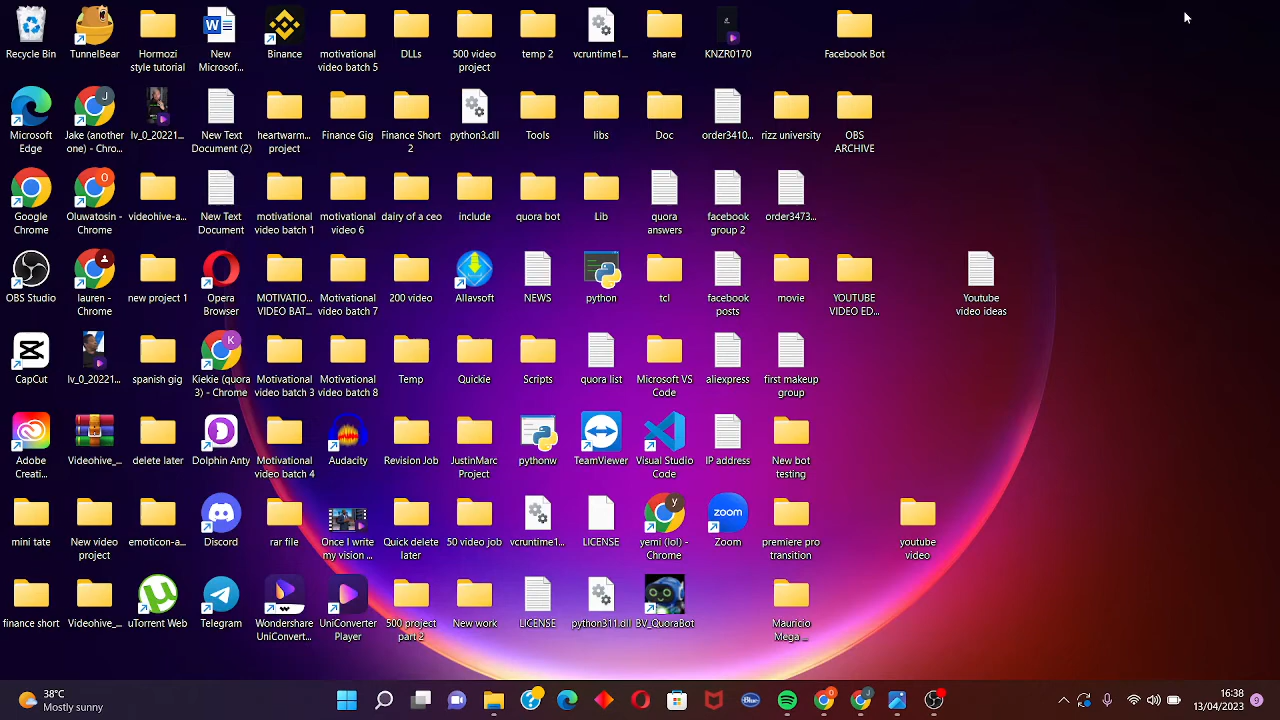 Recycle Bin
TunnelBear
Hormozi
style tutorial
New
Microsof...
Binance
motivational
video batch 5
DLLs
500 video
project
temp 2
vcruntime1...
share
KNZR0170
Facebook Bot
Microsoft
Edge
Jake (another
one) - Chro...
lv_0_20221...
New Text
Document (2)
heartwarm...
project
Finance Gig
Finance Short
2
python3.dll
Tools
libs
Doc
order3410...
rizz university
OBS
ARCHIVE
Chrome
Oluwatosin -
Chrome
videohive-a...
New Text
Document
motivational
video batch 1
motivational
video 6
dairy of a ceo
include
quora bot
Lib
quora
answers
facebook
group 2
order3473...
OBS Studio
lauren -
Chrome
new project 1
Opera
Browser
MOTIVATIO...
VIDEO BAT...
Motivational
video batch 7
200 video
Allavsoft
NEWS
python
tcl
facebook
posts
movie
YOUTUBE
VIDEO ED...
Youtube
video ideas
CapCut
lv_0_20221...
spanish gig
klekie (quora
3) - Chrome
Motivational
video batch 3
Motivational
video batch 8
Temp
Quickie
Scripts
quora list
Microsoft VS
Code
aliexpress
first makeup
group
Creati...
Videohive_...
delete later
Dolphin Anty
Motivational
video batch 4
Audacity
Revision Job
JustinMarc
Project
pythonw
TeamViewer
Visual Studio
Code
IP address
New bot
testing
mini tate
New video
project
emoticon-a...
Discord
rar file
Once I write
my vision ...
Quick delete
later
50 video job
vcruntime1...
LICENSE
yemi (lol) -
Chrome
zoom
Zoom
premiere pro
transition
youtube
video
finance short
Videohive_...
uTorrent Web
Telegram
Wondershare
UniConvert...
UniConverter
Player
500 project
part 2
New work
LICENSE
python311.dll
BV_QuoraBot
Mauricio
Mega ...
38°C
Mostly sunny
16:38
9